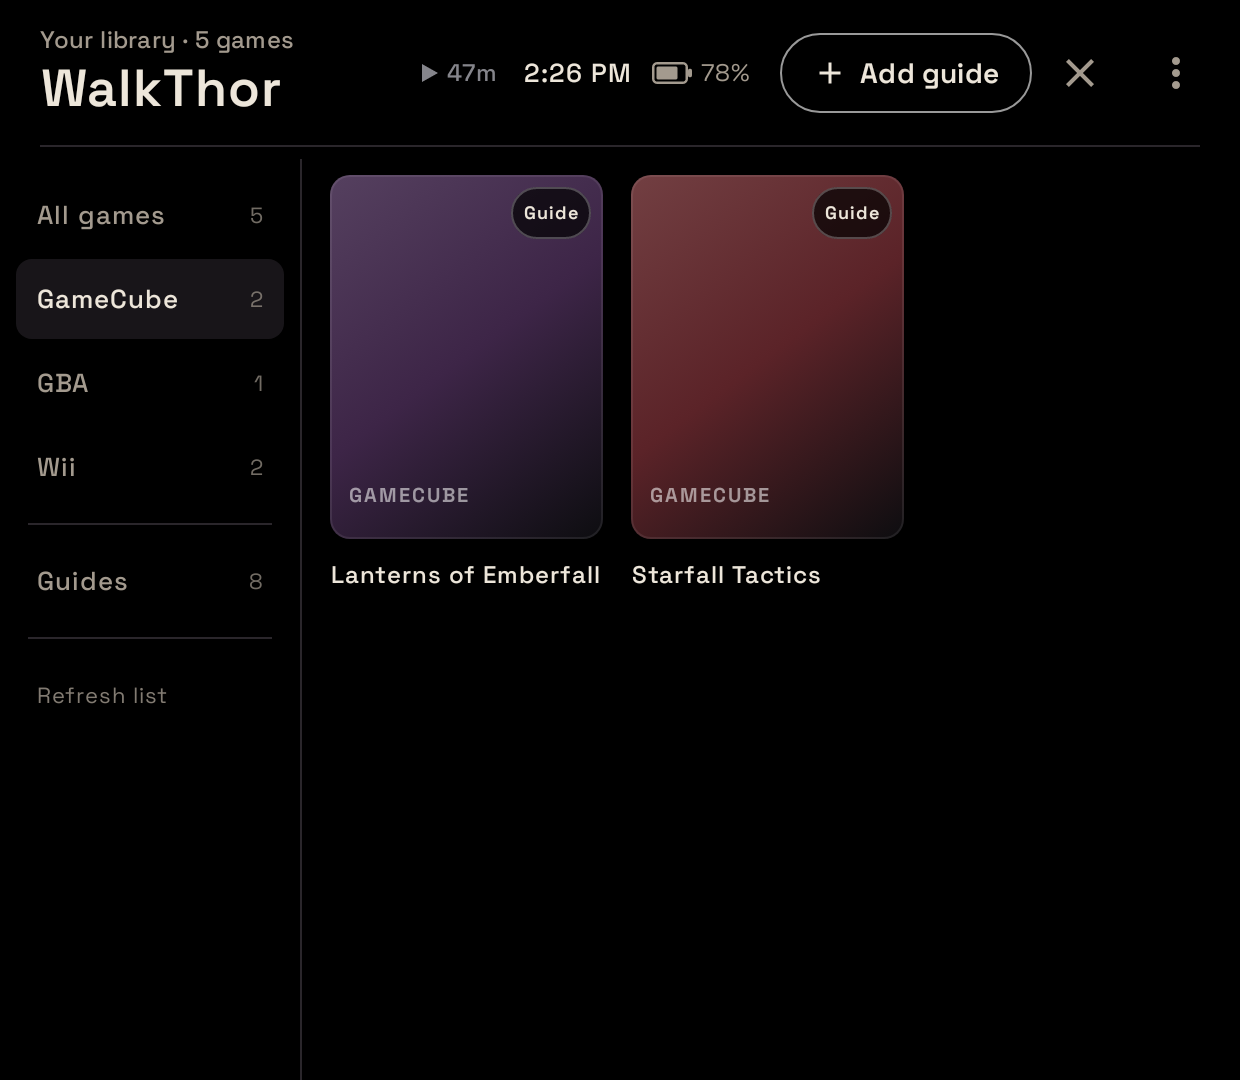 Your library · 5 games
WalkThor
47m
2:26 PM
78%
Add guide
All games 5
GameCube 2
GBA 1
Wii 2
Guides 8
Refresh list
Guide
GAMECUBE
Lanterns of Emberfall
Guide
GAMECUBE
Starfall Tactics